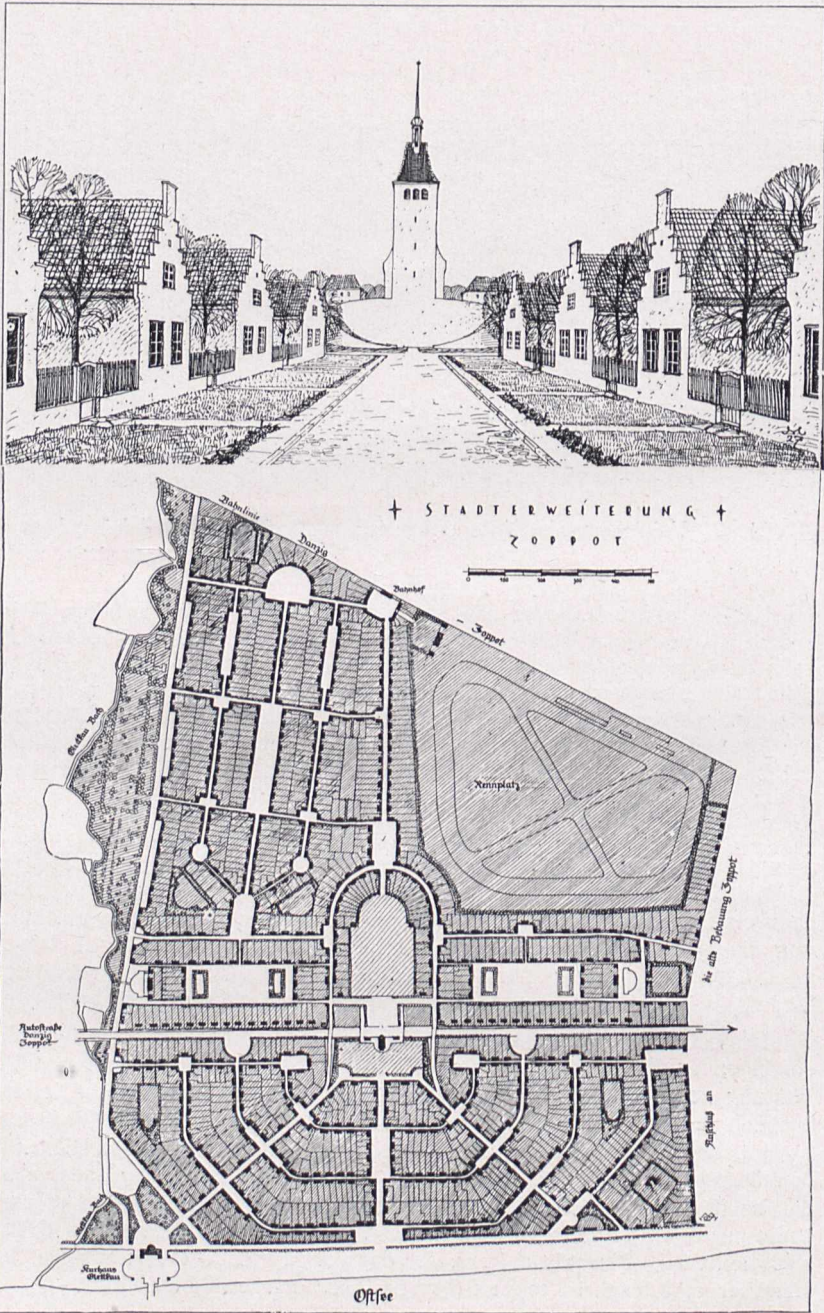 STADTERWEITERUNG
ZOPPOT
Bahnlinie
Danzig
Bahnhof
– Zoppot
Glettkau Bach
Rennplatz
die alte Bebauung Zoppot
Autostraße
Danzig
Zoppot
Anschluß an
Kurhaus
Glettkau
Ostsee